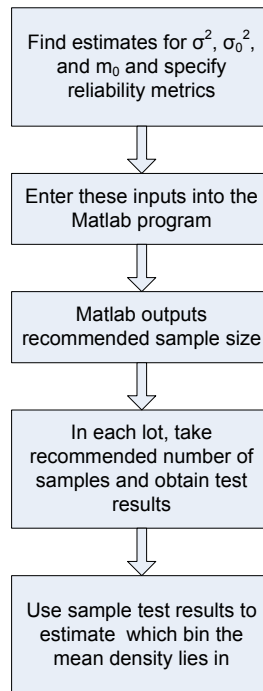 Find estimates for σ², σ₀²,
and m₀ and specify
reliability metrics
Enter these inputs into the
Matlab program
Matlab outputs
recommended sample size
In each lot, take
recommended number of
samples and obtain test
results
Use sample test results to
estimate which bin the
mean density lies in